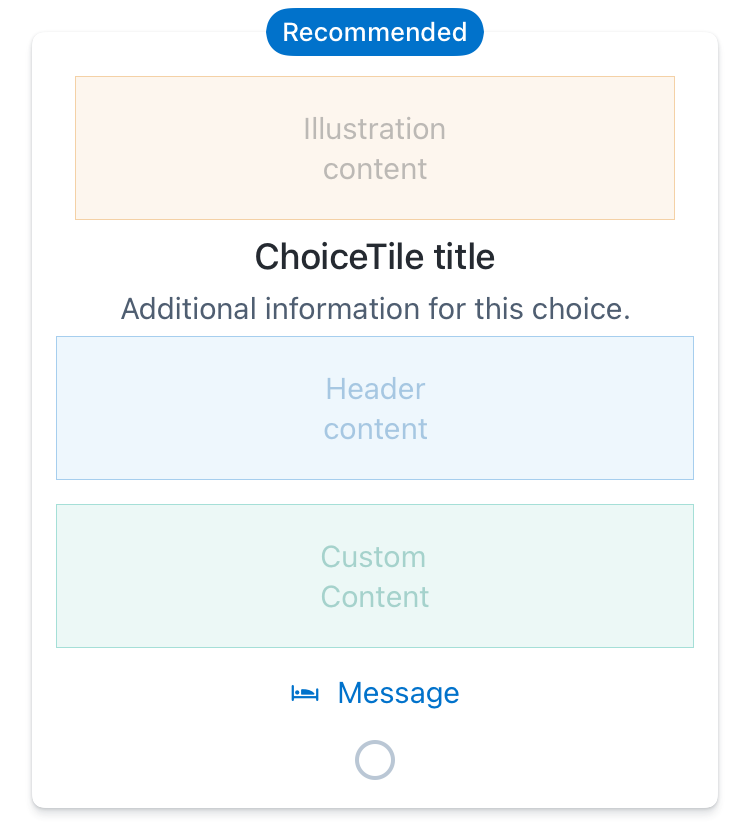 Recommended
Illustration
content
ChoiceTile title
Additional information for this choice.
Header
content
Custom
Content
Message